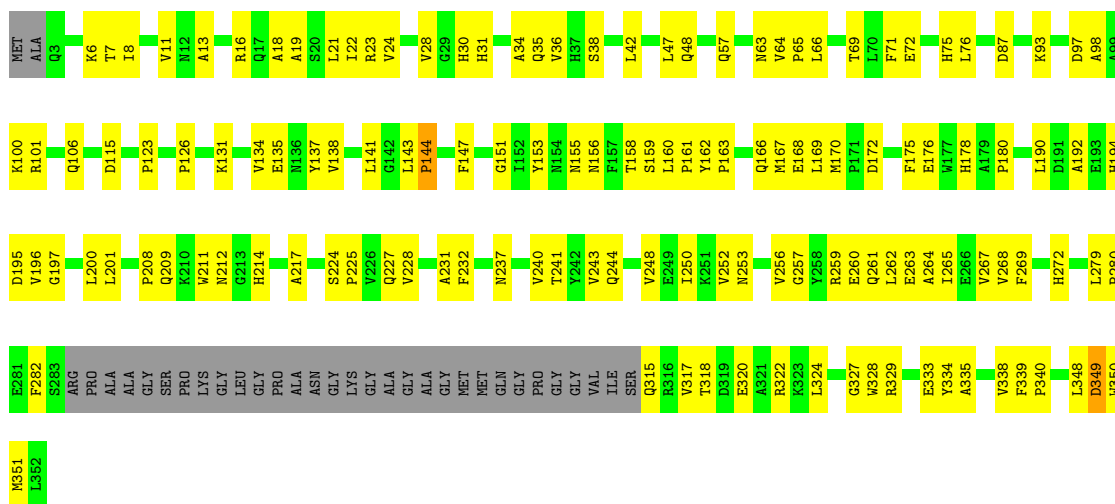 MET ALA Q3 K6 T7 I8 V11 N12 A13 R16 Q17 A18 A19 S20 L21 I22 R23 V24 V28 G29 H30 H31 A34 Q35 V36 H37 S38 L42 L47 Q48 Q57 N63 V64 P65 L66 T69 L70 F71 E72 H75 L76 D87 K93 D97 A98 A99
K100 R101 Q106 D115 P123 P126 K131 V134 E135 N136 Y137 V138 L141 G142 L143 P144 F147 G151 I152 Y153 N154 N155 N156 F157 T158 S159 L160 P161 Y162 P163 Q166 M167 E168 L169 M170 P171 D172 F175 E176 W177 H178 A179 P180 L190 D191 A192 E193 H194
D195 V196 G197 L200 L201 P208 Q209 K210 W211 N212 G213 H214 A217 S224 P225 V226 Q227 V228 A231 F232 N237 V240 T241 Y242 V243 Q244 V248 E249 I250 K251 V252 N253 V256 G257 Y258 R259 E260 Q261 L262 E263 A264 I265 E266 V267 V268 F269 H272 L279
E281 F282 S283 ARG PRO ALA ALA GLY SER PRO LYS GLY LEU GLY PRO ALA ASN GLY LYS GLY ALA GLY ALA GLY MET MET GLN GLY PRO GLY GLY VAL ILE SER Q315 R316 V317 T318 D319 E320 A321 R322 K323 L324 G327 W328 R329 E333 Y334 A335 V338 F339 P340 L348 D349
M351 L352